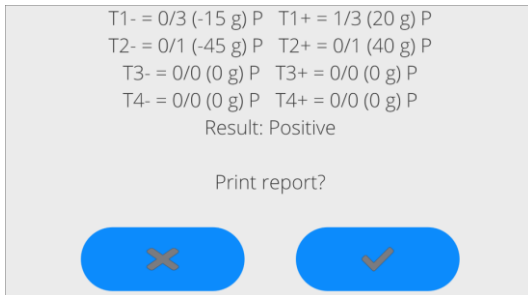 T1- = 0/3 (-15 g) P T1+ = 1/3 (20 g) P
T2- = 0/1 (-45 g) P T2+ = 0/1 (40 g) P
T3- = 0/0 (0 g) P T3+ = 0/0 (0 g) P
T4- = 0/0 (0 g) P T4+ = 0/0 (0 g) P
Result: Positive
Print report?